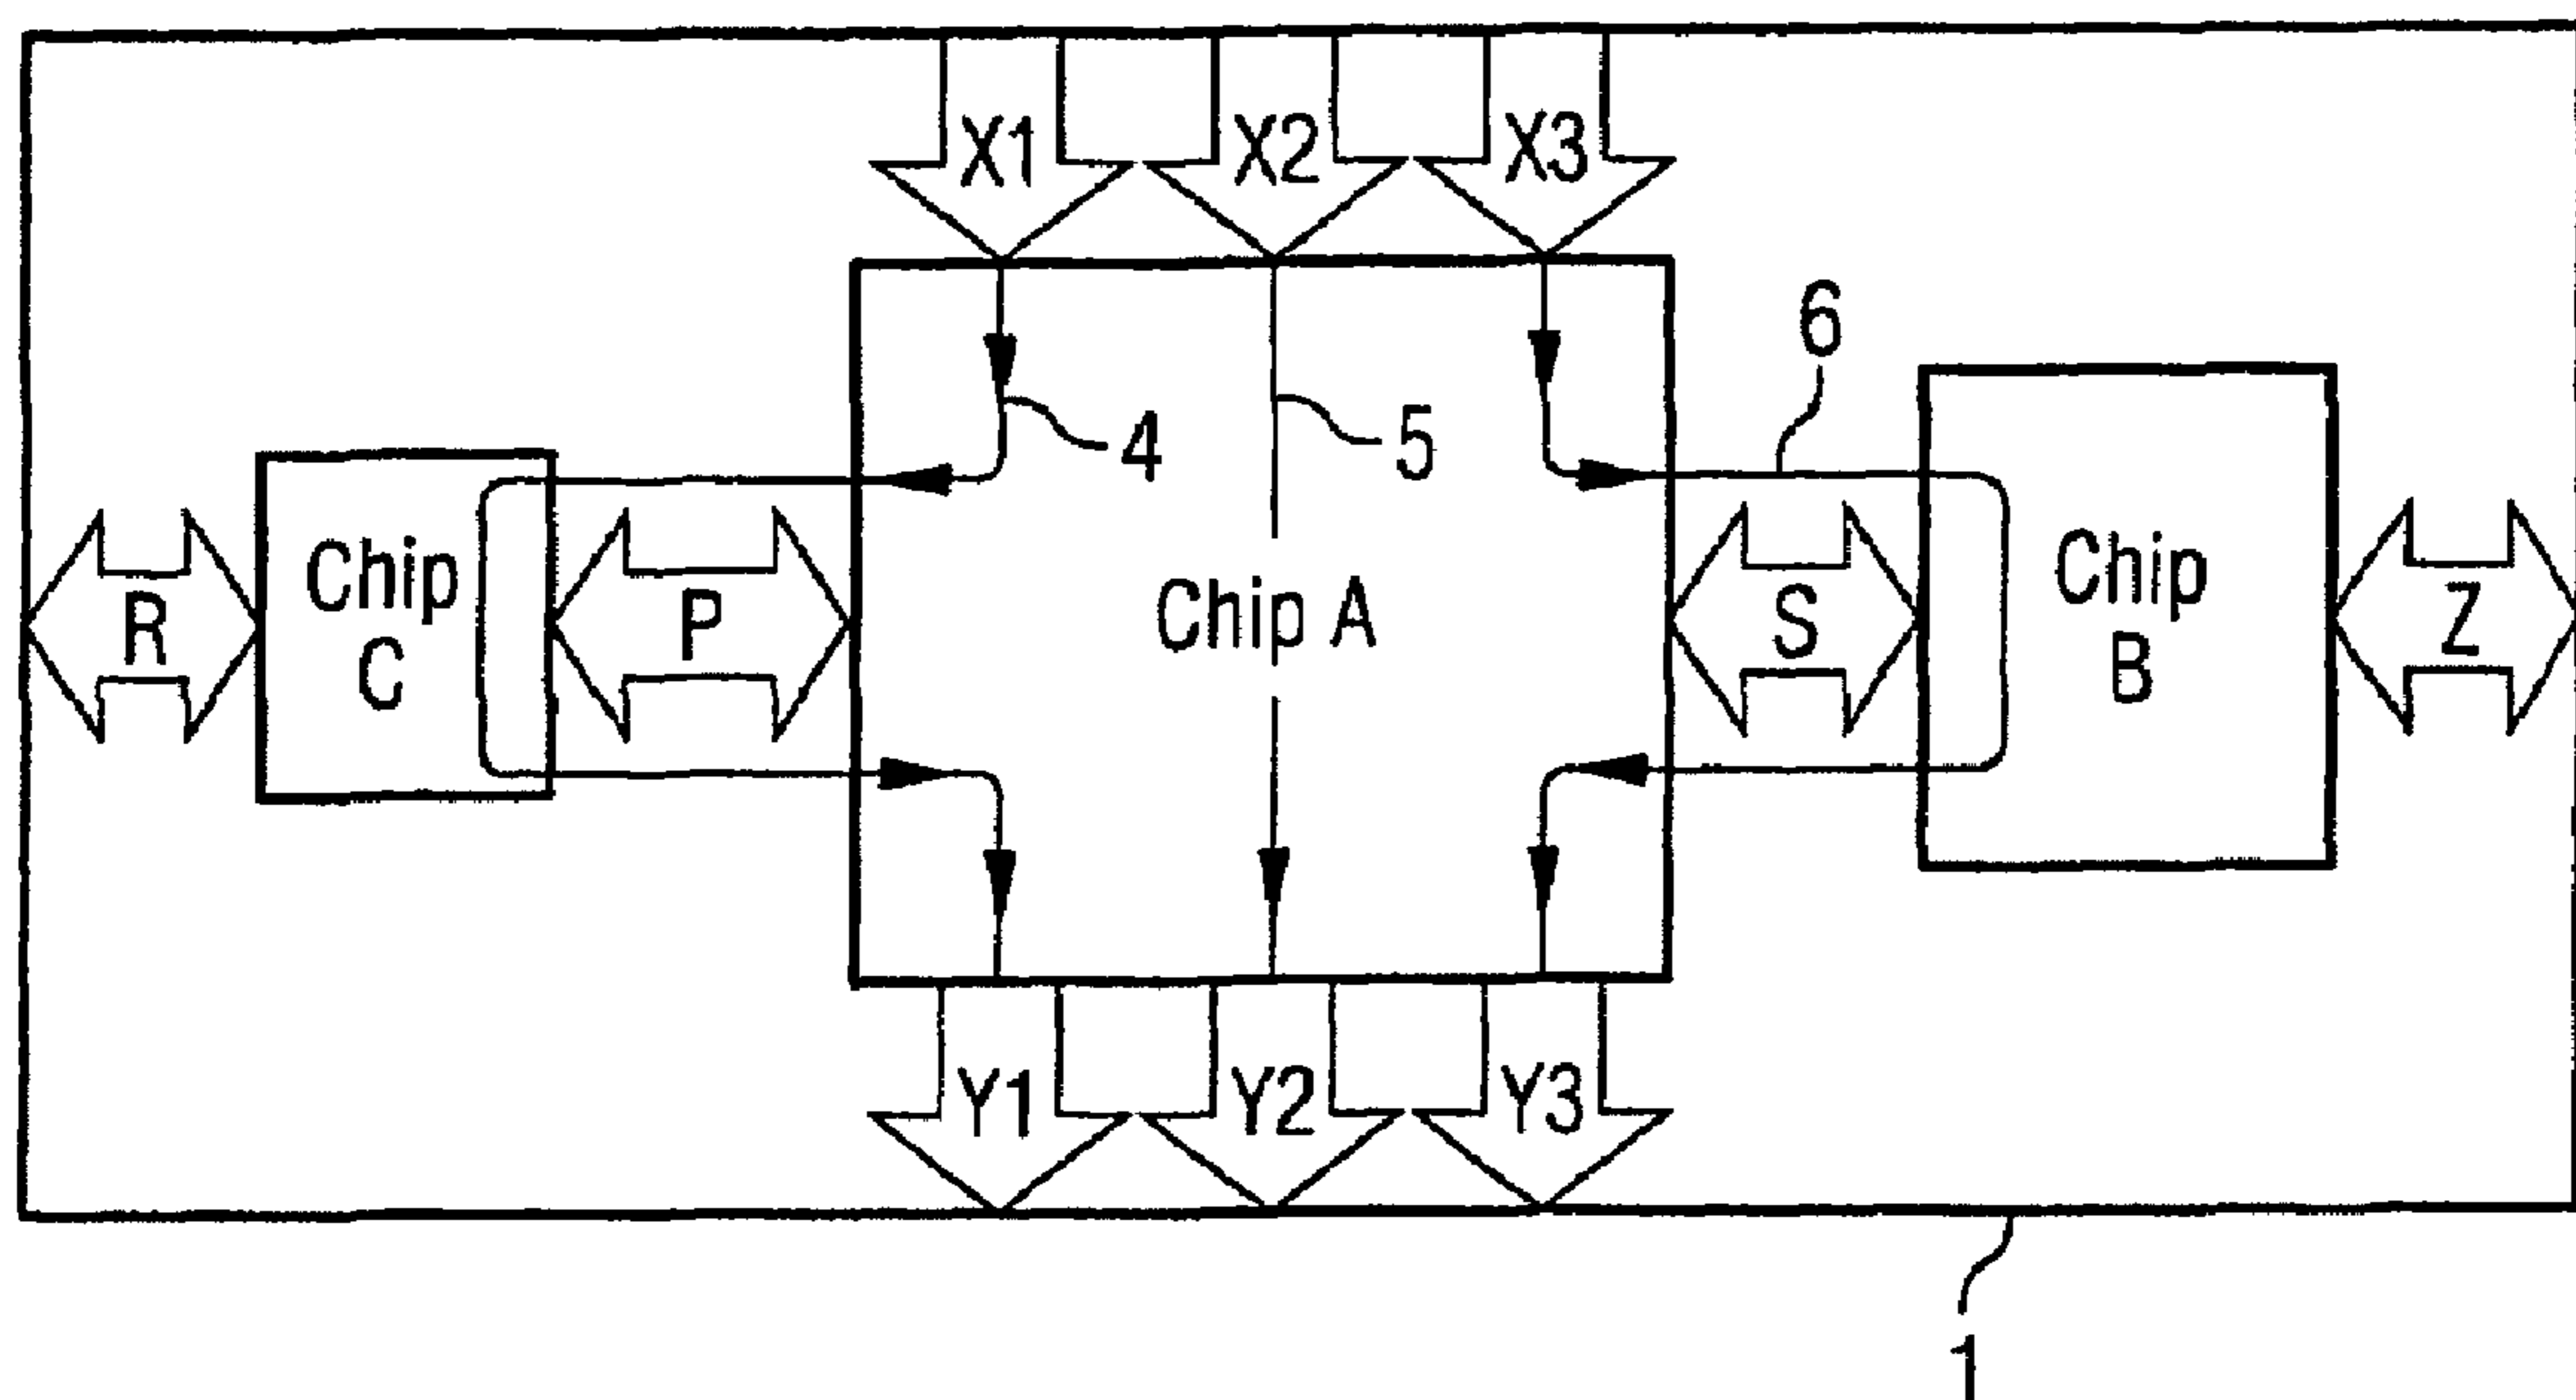 X1 X2 X3
6
4 5
Chip C
R P Chip A S Chip B Z
Y1 Y2 Y3
1